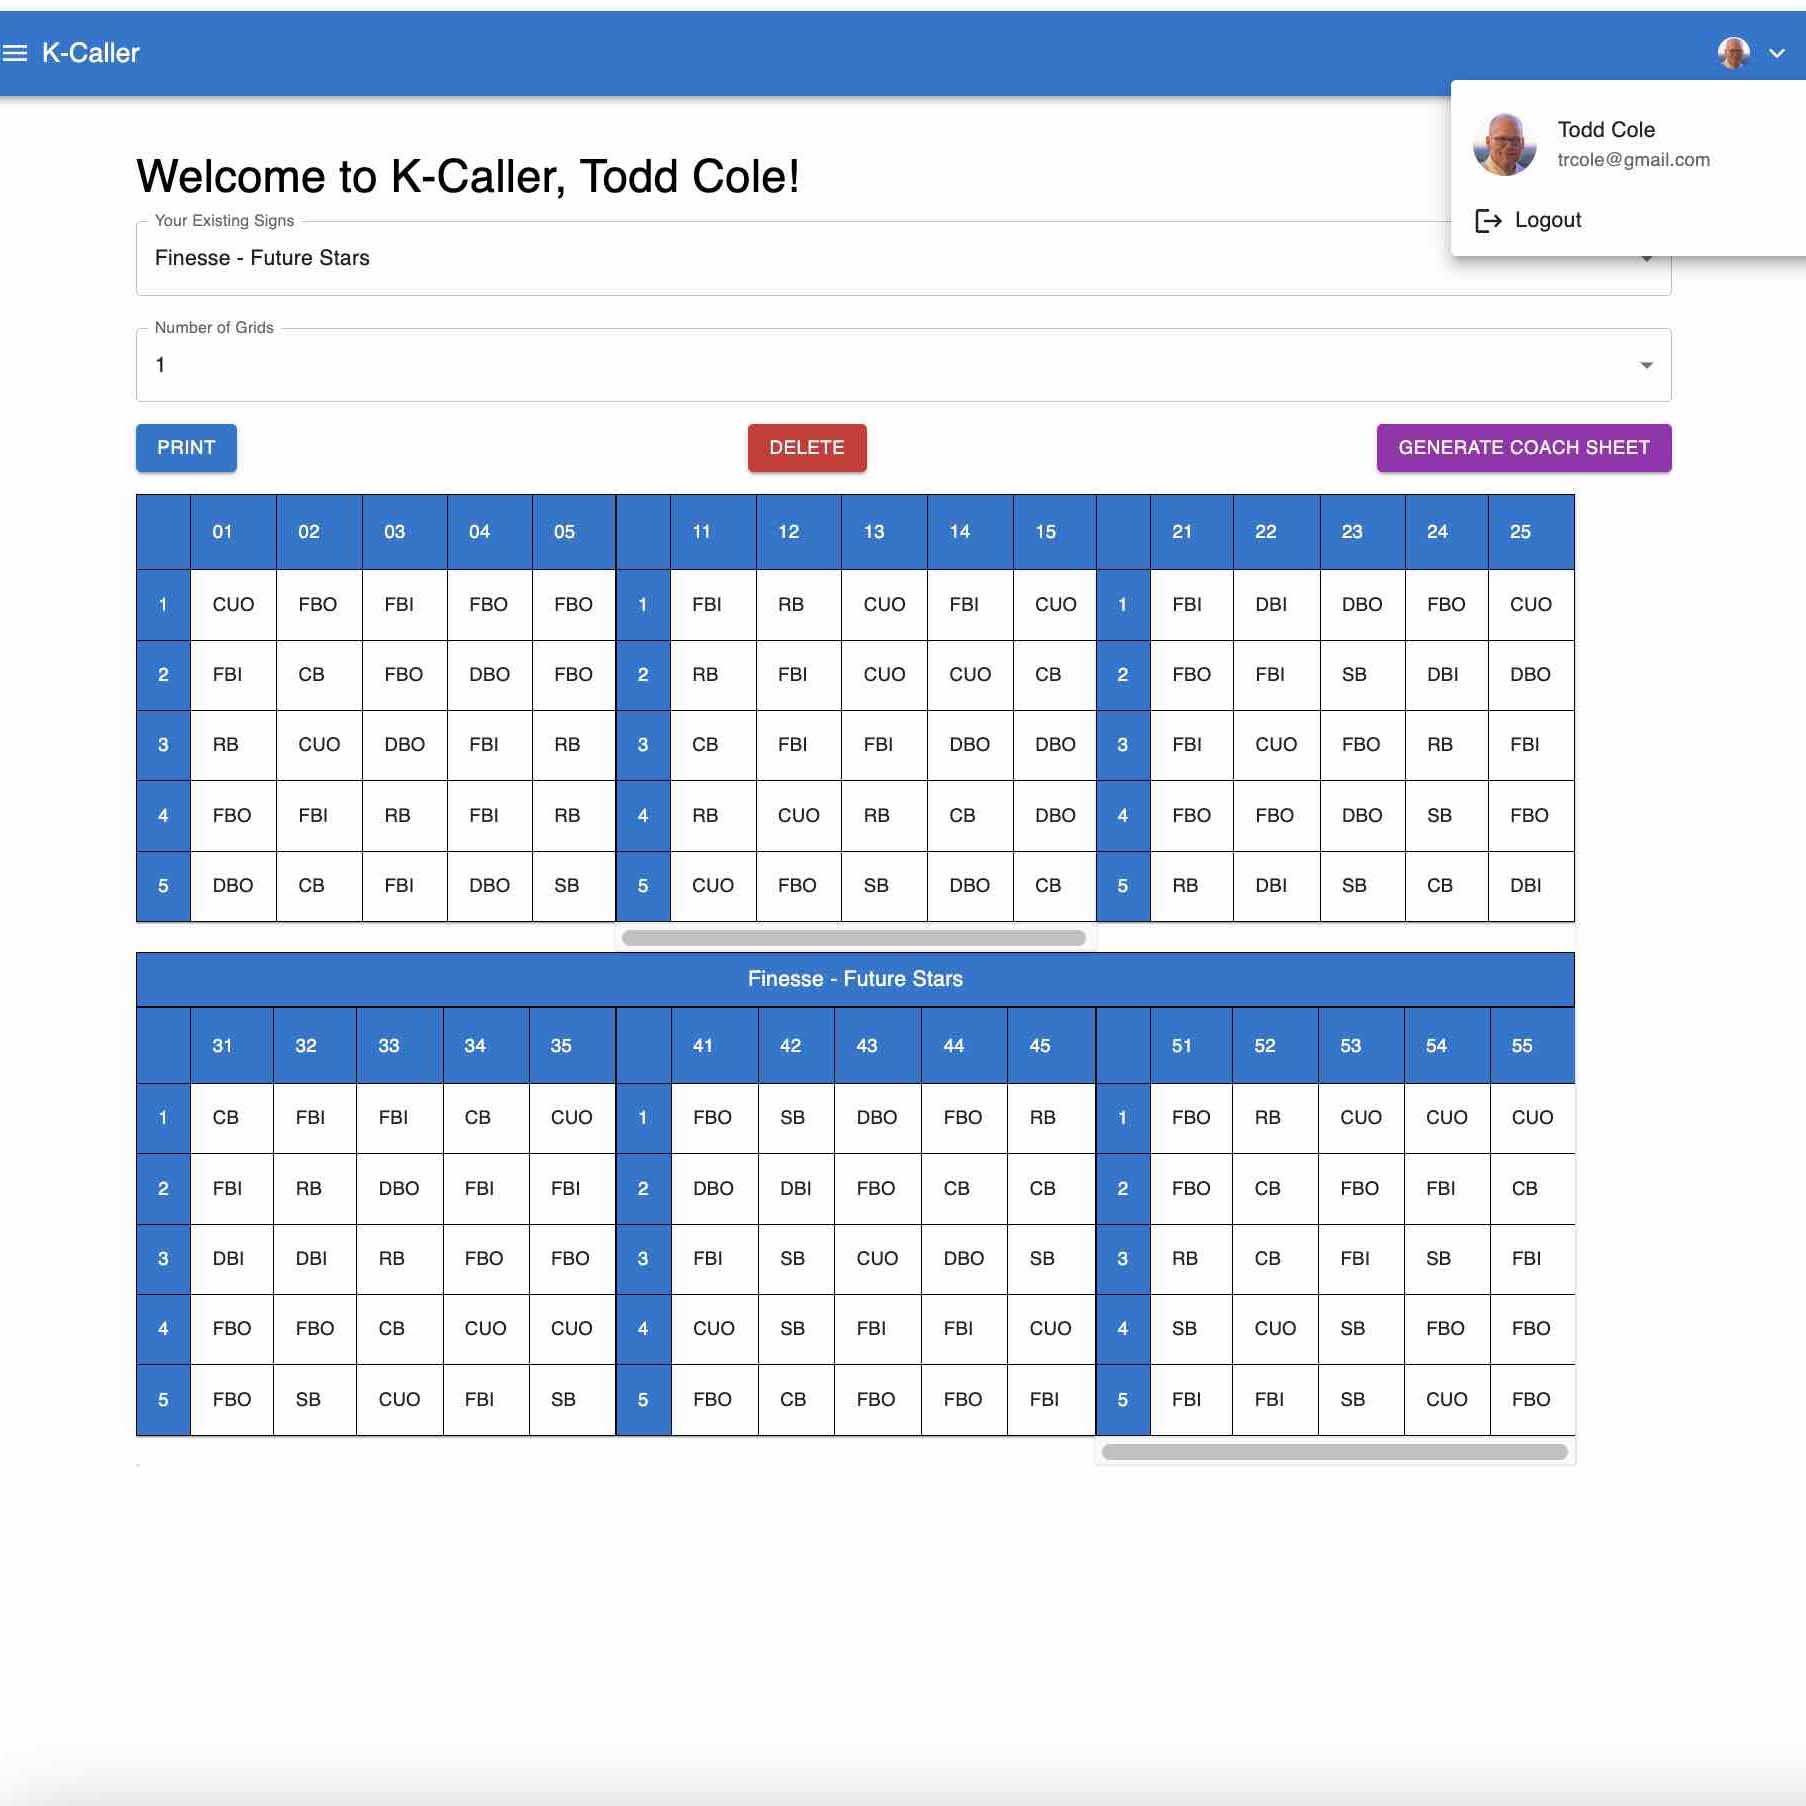 K-Caller
Todd Cole
trcole@gmail.com
Logout
Welcome to K-Caller, Todd Cole!
Your Existing Signs
Finesse - Future Stars
Number of Grids
1
PRINT DELETE GENERATE COACH SHEET
01 02 03 04 05 11 12 13 14 15 21 22 23 24 25
1 CUO FBO FBI FBO FBO 1 FBI RB CUO FBI CUO 1 FBI DBI DBO FBO CUO
2 FBI CB FBO DBO FBO 2 RB FBI CUO CUO CB 2 FBO FBI SB DBI DBO
3 RB CUO DBO FBI RB 3 CB FBI FBI DBO DBO 3 FBI CUO FBO RB FBI
4 FBO FBI RB FBI RB 4 RB CUO RB CB DBO 4 FBO FBO DBO SB FBO
5 DBO CB FBI DBO SB 5 CUO FBO SB DBO CB 5 RB DBI SB CB DBI
Finesse - Future Stars
31 32 33 34 35 41 42 43 44 45 51 52 53 54 55
1 CB FBI FBI CB CUO 1 FBO SB DBO FBO RB 1 FBO RB CUO CUO CUO
2 FBI RB DBO FBI FBI 2 DBO DBI FBO CB CB 2 FBO CB FBO FBI CB
3 DBI DBI RB FBO FBO 3 FBI SB CUO DBO SB 3 RB CB FBI SB FBI
4 FBO FBO CB CUO CUO 4 CUO SB FBI FBI CUO 4 SB CUO SB FBO FBO
5 FBO SB CUO FBI SB 5 FBO CB FBO FBO FBI 5 FBI FBI SB CUO FBO